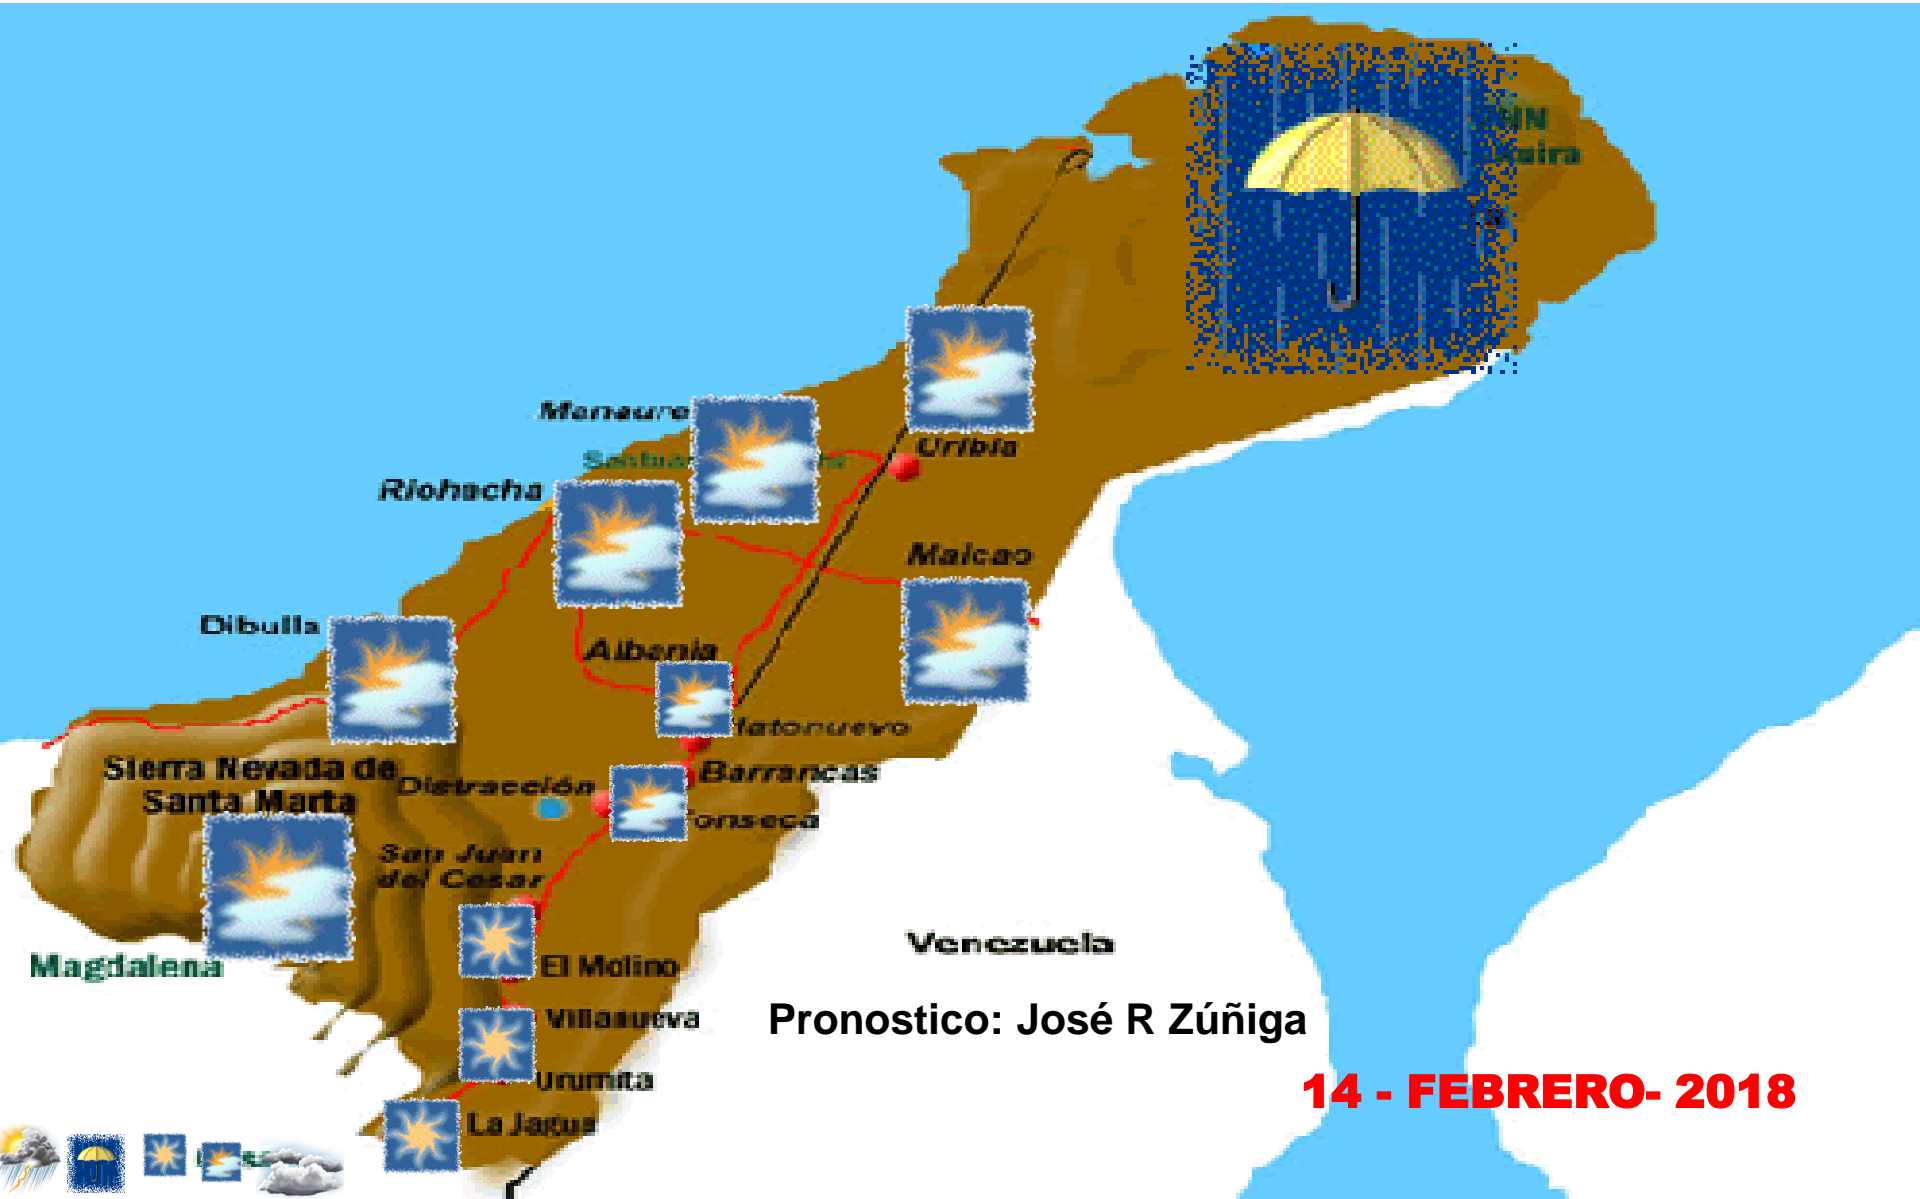 Manaure
Riohacha
Uribia
Maicao
Dibulla
Albania
Sierra Nevada de
Santa Marta
Distracción
Barrancas
San Juan
del Cesar
Magdalena
El Molino
Venezuela
Villanueva
Pronostico: José R Zúñiga
Urumita
14 - FEBRERO- 2018
La Jagua